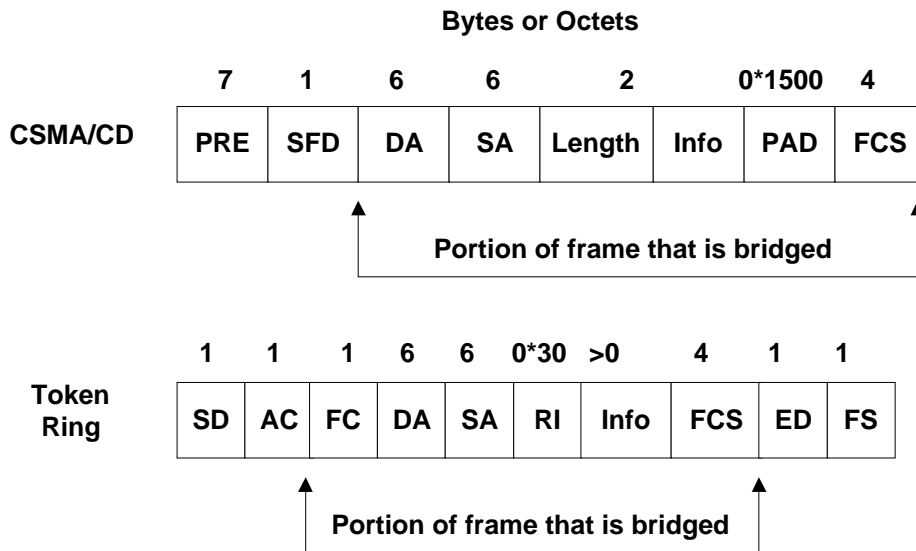 Bytes or Octets
7 1 6 6 2 0*1500 4
CSMA/CD PRE SFD DA SA Length Info PAD FCS
Portion of frame that is bridged
1 1 1 6 6 0*30 >0 4 1 1
Token Ring SD AC FC DA SA RI Info FCS ED FS
Portion of frame that is bridged